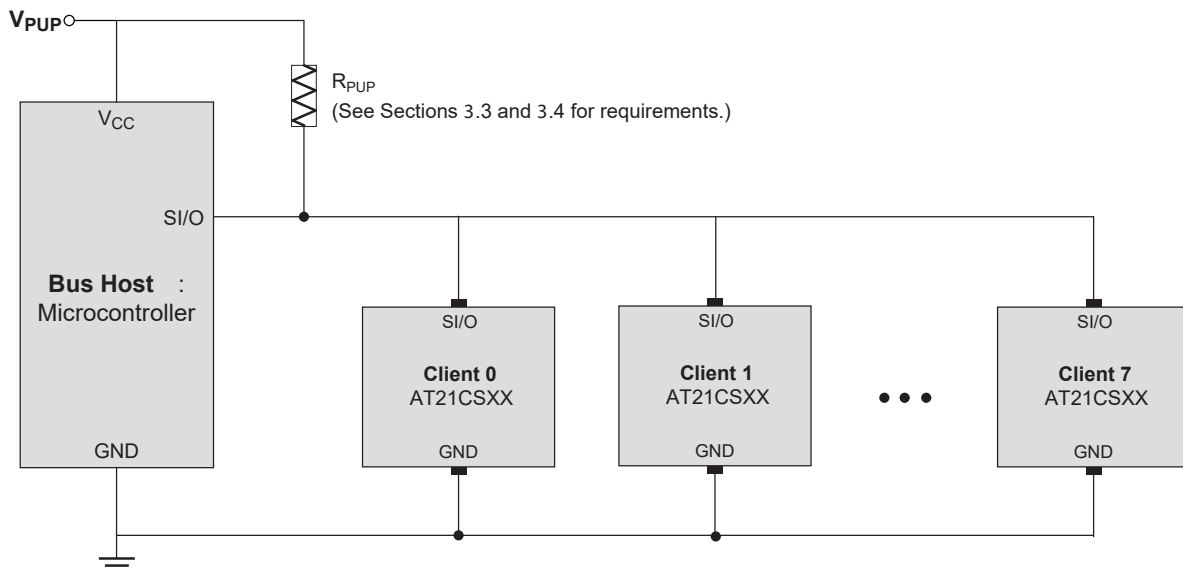 VPUP
RPUP
(See Sections 3.3 and 3.4 for requirements.)
VCC
SI/O
Bus Host :
Microcontroller
GND
SI/O
Client 0
AT21CSXX
GND
SI/O
Client 1
AT21CSXX
GND
SI/O
Client 7
AT21CSXX
GND